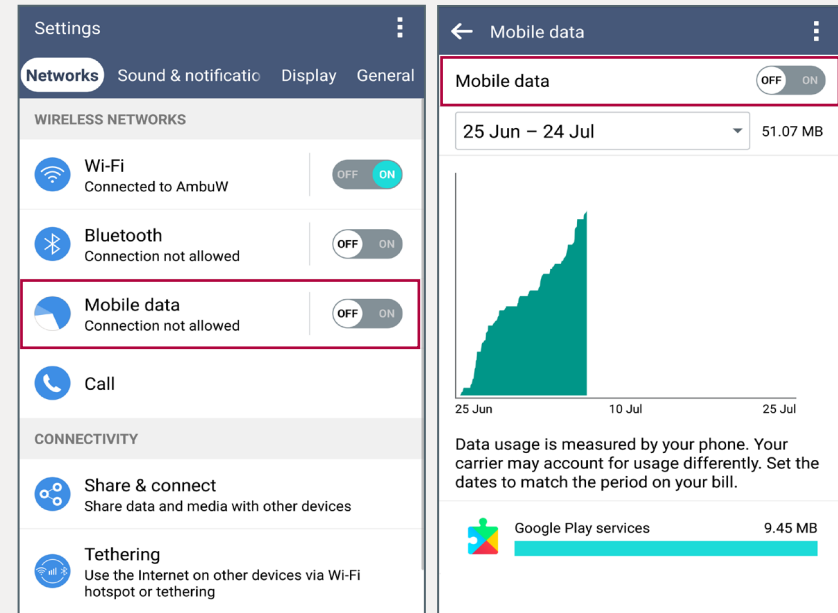 Settings
Networks Sound & notificatio Display General
WIRELESS NETWORKS
Wi-Fi
Connected to AmbuW
OFF ON
Bluetooth
Connection not allowed
OFF ON
Mobile data
Connection not allowed
OFF ON
Call
CONNECTIVITY
Share & connect
Share data and media with other devices
Tethering
Use the Internet on other devices via Wi-Fi
hotspot or tethering
Mobile data
Mobile data
OFF ON
25 Jun – 24 Jul
51.07 MB
25 Jun 10 Jul 25 Jul
Data usage is measured by your phone. Your
carrier may account for usage differently. Set the
dates to match the period on your bill.
Google Play services 9.45 MB